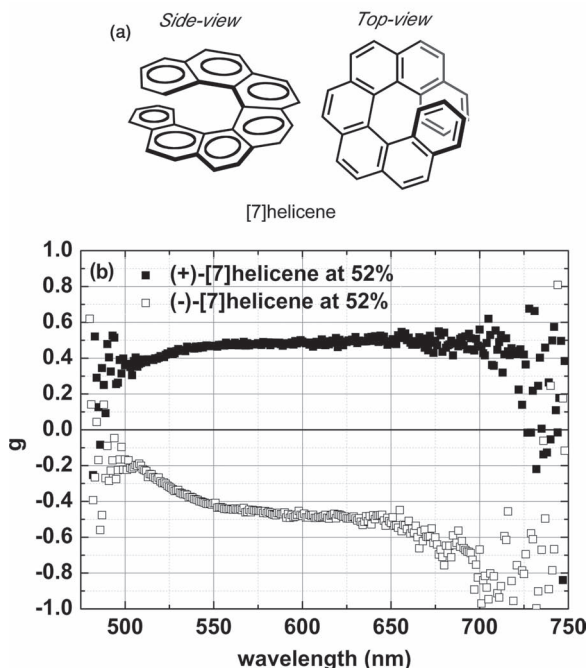 Side-view Top-view
(a)
[7]helicene
(b)
(+)-[7]helicene at 52%
(-)-[7]helicene at 52%
1.0
0.8
0.6
0.4
0.2
0.0
-0.2
-0.4
-0.6
-0.8
-1.0
g
500 550 600 650 700 750
wavelength (nm)